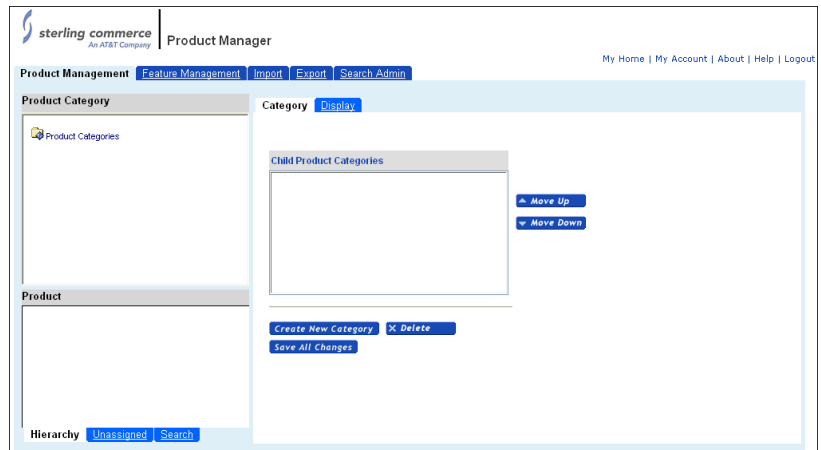 sterling commerce
An AT&T Company
Product Manager
My Home | My Account | About | Help | Logout
Product Management Feature Management Import Export Search Admin
Product Category
Product Categories
Category Display
Child Product Categories
Move Up
Move Down
Create New Category Delete
Save All Changes
Product
Hierarchy Unassigned Search